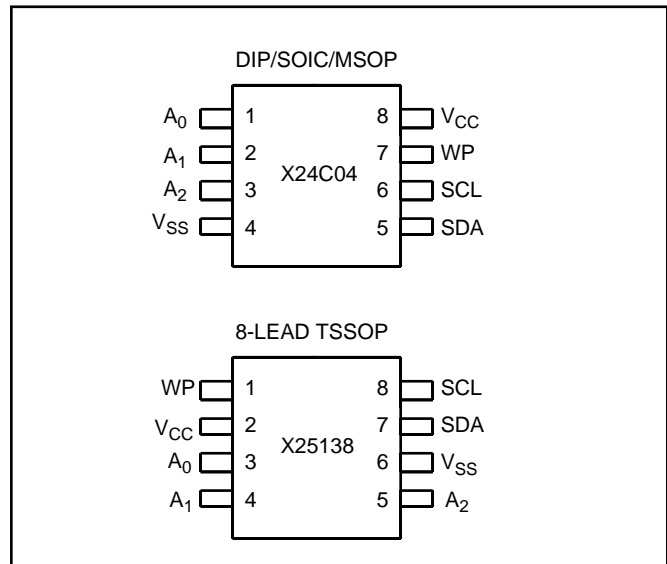 DIP/SOIC/MSOP
A0 1 8 VCC
A1 2 7 WP
X24C04
A2 3 6 SCL
VSS 4 5 SDA
8-LEAD TSSOP
WP 1 8 SCL
VCC 2 7 SDA
X25138
A0 3 6 VSS
A1 4 5 A2